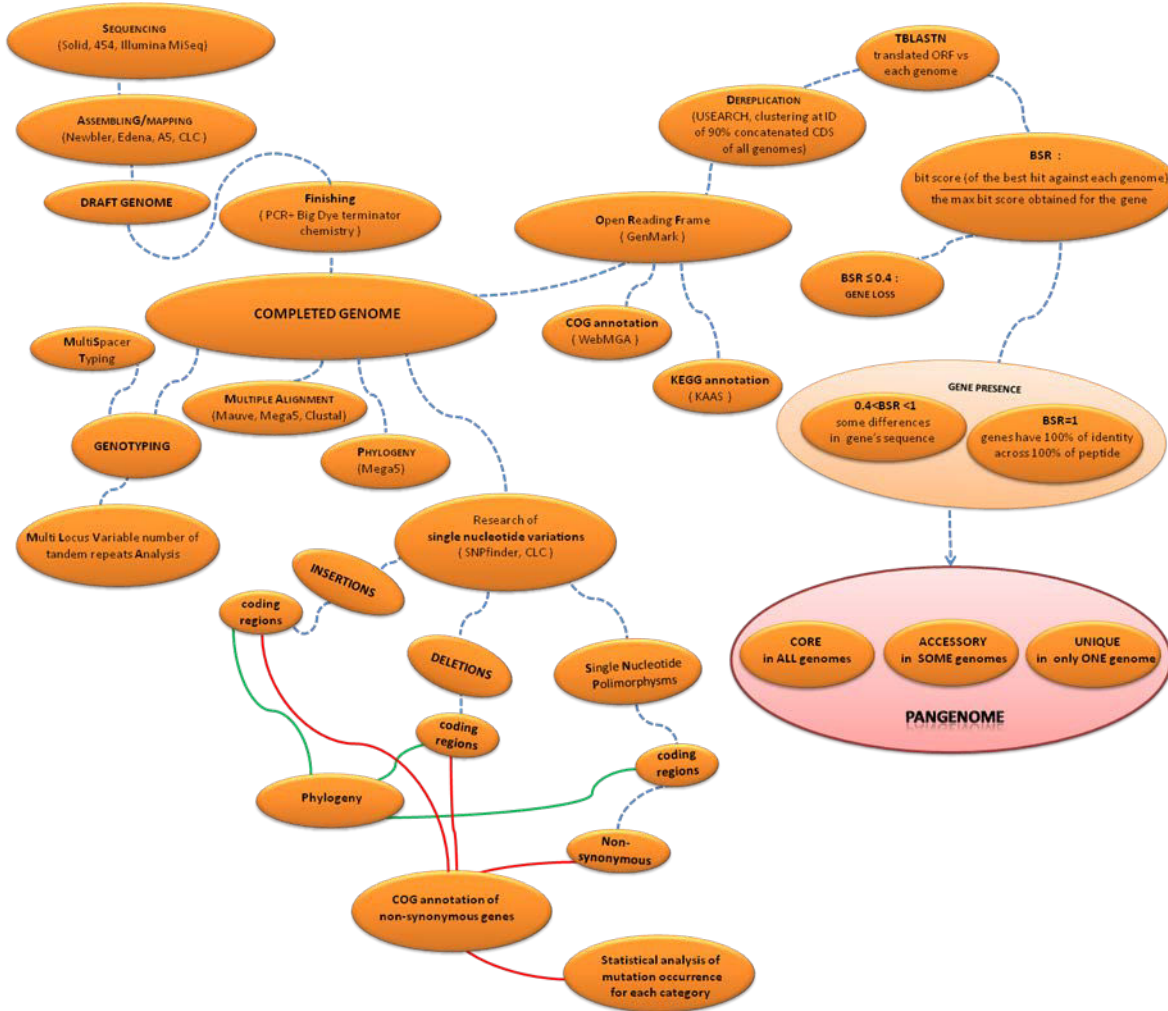 SEQUENCING
(Solid, 454, Illumina MiSeq)
ASSEMBLING/MAPPING
(Newbler, Edena, A5, CLC )
DRAFT GENOME
Finishing
( PCR+ Big Dye terminator
chemistry )
COMPLETED GENOME
MultiSpacer
Typing
GENOTYPING
Multi Locus Variable number of
tandem repeats Analysis
MULTIPLE ALIGNMENT
(Mauve, Mega5, Clustal)
PHYLOGENY
(Mega5)
Research of
single nucleotide variations
( SNPfinder, CLC )
INSERTIONS
coding
regions
DELETIONS
coding
regions
Single Nucleotide
Polimorphysms
coding
regions
Phylogeny
Non-
synonymous
COG annotation of
non-synonymous genes
Statistical analysis of
mutation occurrence
for each category
Open Reading Frame
( GenMark )
COG annotation
( WebMGA )
KEGG annotation
( KAAS )
DEREPLICATION
(USEARCH, clustering at ID
of 90% concatenated CDS
of all genomes)
TBLASTN
translated ORF vs
each genome
BSR :
bit score (of the best hit against each genome)
the max bit score obtained for the gene
BSR ≤ 0.4 :
GENE LOSS
GENE PRESENCE
0.4<BSR <1
some differences
in gene's sequence
BSR=1
genes have 100% of identity
across 100% of peptide
CORE
in ALL genomes
ACCESSORY
in SOME genomes
UNIQUE
in only ONE genome
PANGENOME